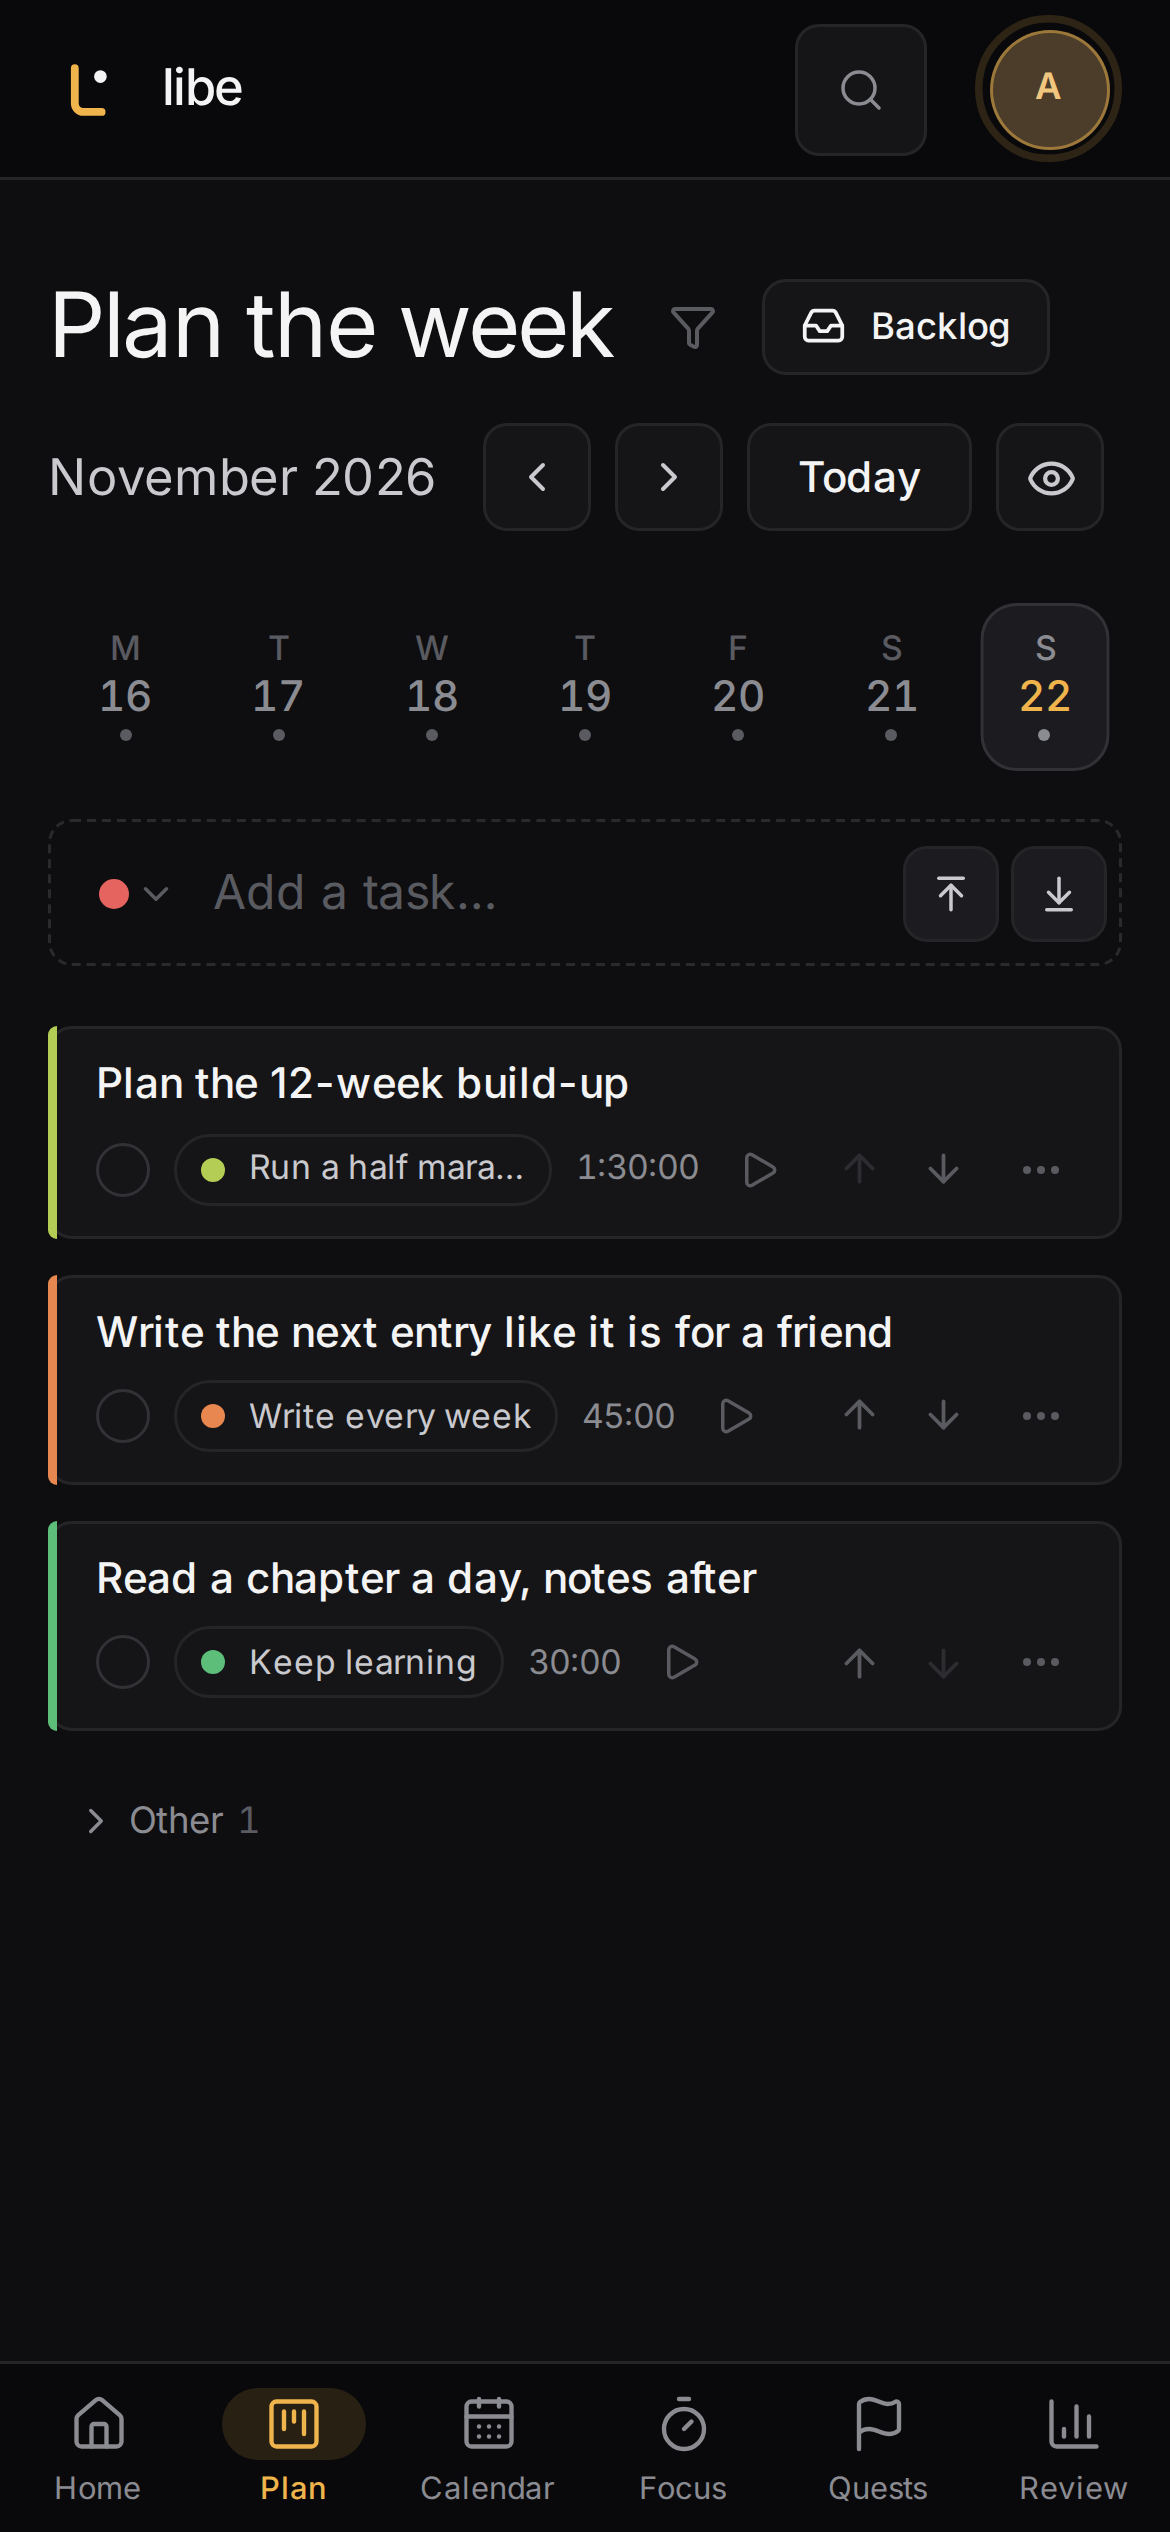 libe
A
Plan the week
Backlog
November 2026
Today
M T W T F S S
16 17 18 19 20 21 22
Add a task...
Plan the 12-week build-up
Run a half mara... 1:30:00
Write the next entry like it is for a friend
Write every week 45:00
Read a chapter a day, notes after
Keep learning 30:00
Other 1
Home Plan Calendar Focus Quests Review